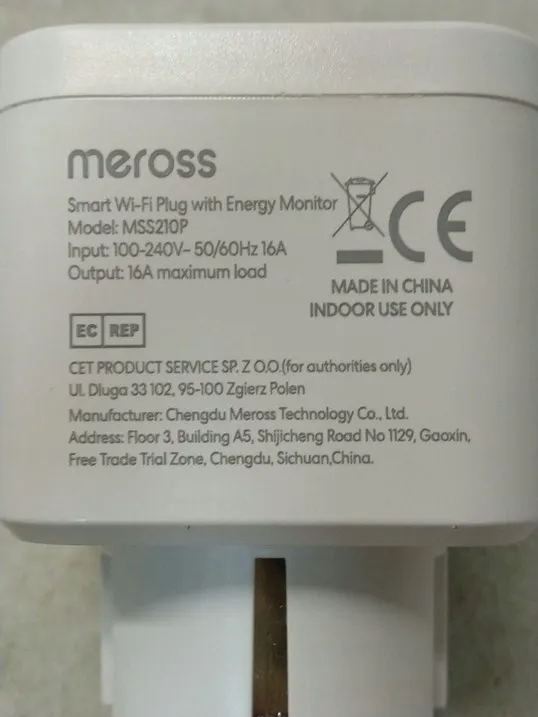 meross
Smart Wi-Fi Plug with Energy Monitor
Model: MSS210P
Input: 100-240V~ 50/60Hz 16A
Output: 16A maximum load
CE
MADE IN CHINA
INDOOR USE ONLY
EC REP
CET PRODUCT SERVICE SP. Z O.O.(for authorities only)
Ul. Dluga 33 102, 95-100 Zgierz Polen
Manufacturer: Chengdu Meross Technology Co., Ltd.
Address: Floor 3, Building A5, Shijicheng Road No 1129, Gaoxin,
Free Trade Trial Zone, Chengdu, Sichuan,China.